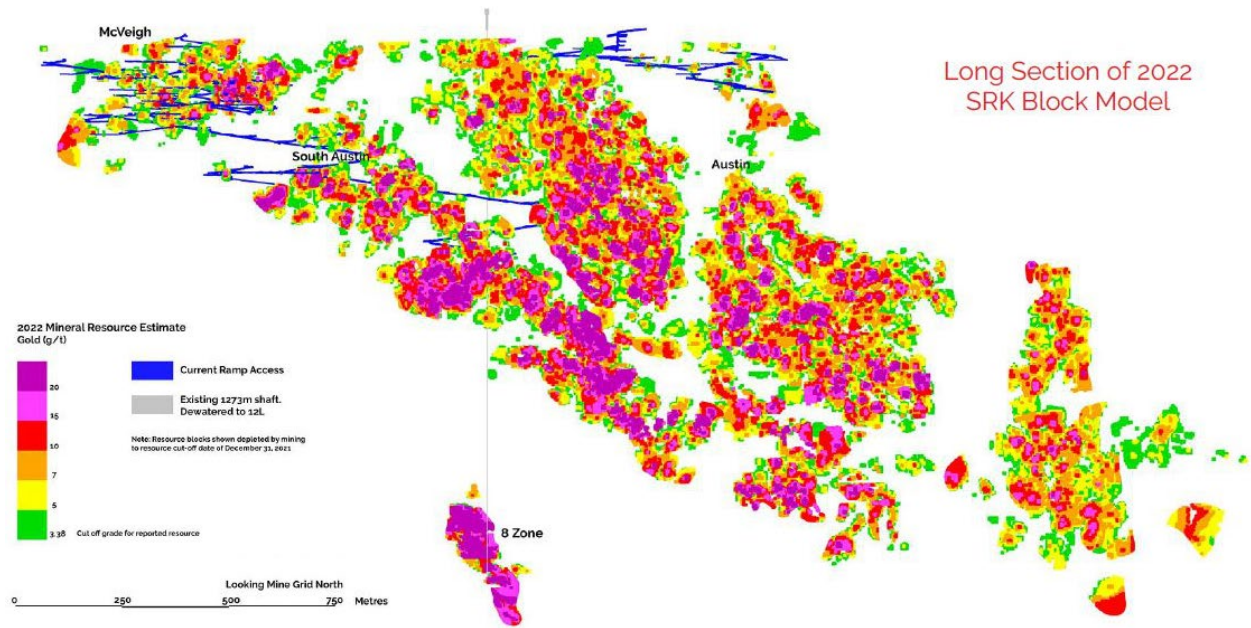 McVeigh
Long Section of 2022
SRK Block Model
South Austin
Austin
2022 Mineral Resource Estimate
Gold (g/t)
20
15
10
7
5
3.38 Cut off grade for reported resource
Current Ramp Access
Existing 1273m shaft.
Dewatered to 12L.
Note: Resource blocks shown depleted by mining
to resource cut-off date of December 31, 2021
8 Zone
Looking Mine Grid North
0 250 500 750 Metres